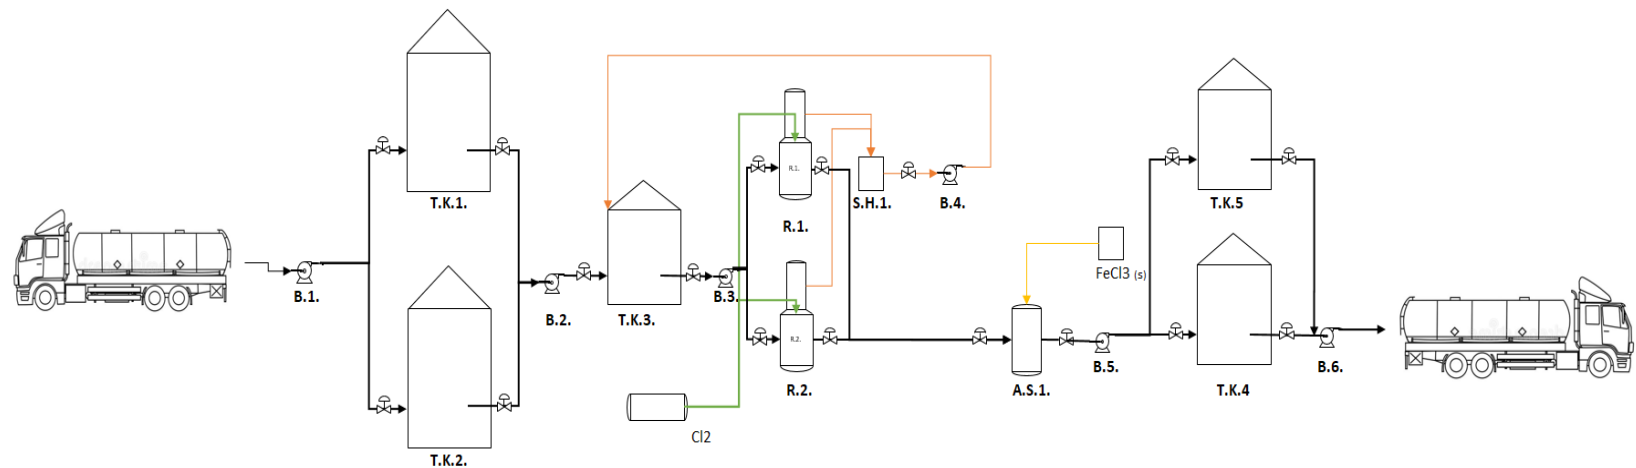 T.K.1.
R.1.
R.1.
S.H.1.
B.4.
T.K.5
B.1.
B.2.
T.K.3.
B.3.
FeCl3 (s)
R.2.
R.2.
A.S.1.
B.5.
T.K.4
B.6.
Cl2
T.K.2.